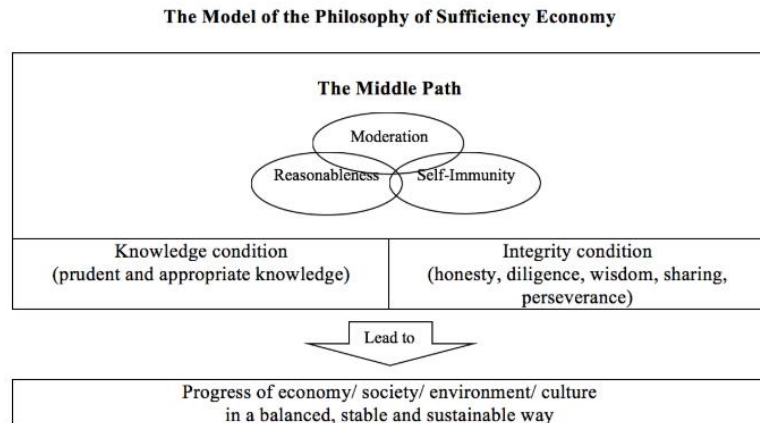 The Model of the Philosophy of Sufficiency Economy
The Middle Path
Moderation
Reasonableness
Self-Immunity
Knowledge condition
(prudent and appropriate knowledge)
Integrity condition
(honesty, diligence, wisdom, sharing,
perseverance)
Lead to
Progress of economy/ society/ environment/ culture
in a balanced, stable and sustainable way